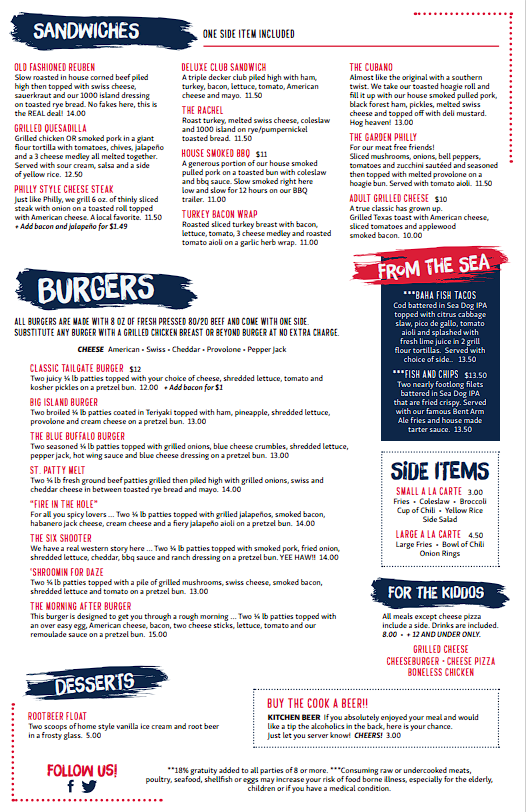 SANDWICHES
ONE SIDE ITEM INCLUDED
OLD FASHIONED REUBEN
Slow roasted in house corned beef piled
high then topped with swiss cheese,
sauerkraut and our 1000 island dressing
on toasted rye bread. No fakes here, this is
the REAL deal! 14.00
GRILLED QUESADILLA
Grilled chicken OR smoked pork in a giant
flour tortilla with tomatoes, chives, jalapeño
and a 3 cheese medley all melted together.
Served with sour cream, salsa and a side
of yellow rice. 12.50
PHILLY STYLE CHEESE STEAK
Just like Philly, we grill 6 oz. of thinly sliced
steak with onion on a toasted roll topped
with American cheese. A local favorite. 11.50
+ Add bacon and jalapeño for $1.49
DELUXE CLUB SANDWICH
A triple decker club piled high with ham,
turkey, bacon, lettuce, tomato, American
cheese and mayo. 11.50
THE RACHEL
Roast turkey, melted swiss cheese, coleslaw
and 1000 island on rye/pumpernickel
toasted bread. 11.50
HOUSE SMOKED BBQ $11
A generous portion of our house smoked
pulled pork on a toasted bun with coleslaw
and bbq sauce. Slow smoked right here
low and slow for 12 hours on our BBQ
trailer. 11.00
TURKEY BACON WRAP
Roasted sliced turkey breast with bacon,
lettuce, tomato, 3 cheese medley and roasted
tomato aioli on a garlic herb wrap. 11.00
THE CUBANO
Almost like the original with a southern
twist. We take our toasted hoagie roll and
fill it up with our house smoked pulled pork,
black forest ham, pickles, melted swiss
cheese and topped off with deli mustard.
Hog heaven! 13.00
THE GARDEN PHILLY
For our meat free friends!
Sliced mushrooms, onions, bell peppers,
tomatoes and zucchini sautéd and seasoned
then topped with melted provolone on a
hoagie bun. Served with tomato aioli. 11.50
ADULT GRILLED CHEESE $10
A true classic has grown up.
Grilled Texas toast with American cheese,
sliced tomatoes and applewood
smoked bacon. 10.00
BURGERS
ALL BURGERS ARE MADE WITH 8 OZ OF FRESH PRESSED 80/20 BEEF AND COME WITH ONE SIDE.
SUBSTITUTE ANY BURGER WITH A GRILLED CHICKEN BREAST OR BEYOND BURGER AT NO EXTRA CHARGE.
CHEESE American • Swiss • Cheddar • Provolone • Pepper Jack
CLASSIC TAILGATE BURGER $12
Two juicy ¼ lb patties topped with your choice of cheese, shredded lettuce, tomato and
kosher pickles on a pretzel bun. 12.00 + Add bacon for $1
BIG ISLAND BURGER
Two broiled ¼ lb patties coated in Teriyaki topped with ham, pineapple, shredded lettuce,
provolone and cream cheese on a pretzel bun. 13.00
THE BLUE BUFFALO BURGER
Two seasoned ¼ lb patties topped with grilled onions, blue cheese crumbles, shredded lettuce,
pepper jack, hot wing sauce and blue cheese dressing on a pretzel bun. 13.00
ST. PATTY MELT
Two ¼ lb fresh ground beef patties grilled then piled high with grilled onions, swiss and
cheddar cheese in between toasted rye bread and mayo. 14.00
"FIRE IN THE HOLE"
For all you spicy lovers ... Two ¼ lb patties topped with grilled jalapeños, smoked bacon,
habanero jack cheese, cream cheese and a fiery jalapeño aioli on a pretzel bun. 14.00
THE SIX SHOOTER
We have a real western story here ... Two ¼ lb patties topped with smoked pork, fried onion,
shredded lettuce, cheddar, bbq sauce and ranch dressing on a pretzel bun. YEE HAW!! 14.00
'SHROOMIN FOR DAZE
Two ¼ lb patties topped with a pile of grilled mushrooms, swiss cheese, smoked bacon,
shredded lettuce and tomato on a pretzel bun. 13.00
THE MORNING AFTER BURGER
This burger is designed to get you through a rough morning ... Two ¼ lb patties topped with
an over easy egg, American cheese, bacon, two cheese sticks, lettuce, tomato and our
remoulade sauce on a pretzel bun. 15.00
FROM THE SEA
***BAHA FISH TACOS
Cod battered in Sea Dog IPA
topped with citrus cabbage
slaw, pico de gallo, tomato
aioli and splashed with
fresh lime juice in 2 grill
flour tortillas. Served with
choice of side.. 13.50
***FISH AND CHIPS $13.50
Two nearly footlong filets
battered in Sea Dog IPA
that are fried crispy. Served
with our famous Bent Arm
Ale fries and house made
tarter sauce. 13.50
SIDE ITEMS
SMALL A LA CARTE 3.00
Fries • Coleslaw • Broccoli
Cup of Chili • Yellow Rice
Side Salad
LARGE A LA CARTE 4.50
Large Fries • Bowl of Chili
Onion Rings
FOR THE KIDDOS
All meals except cheese pizza
include a side. Drinks are included.
8.00 • + 12 AND UNDER ONLY.
GRILLED CHEESE
CHEESEBURGER • CHEESE PIZZA
BONELESS CHICKEN
DESSERTS
ROOTBEER FLOAT
Two scoops of home style vanilla ice cream and root beer
in a frosty glass. 5.00
BUY THE COOK A BEER!!
KITCHEN BEER If you absolutely enjoyed your meal and would
like a tip the alcoholics in the back, here is your chance.
Just let you server know! CHEERS! 3.00
FOLLOW US!
**18% gratuity added to all parties of 8 or more. ***Consuming raw or undercooked meats,
poultry, seafood, shellfish or eggs may increase your risk of food borne illness, especially for the elderly,
children or if you have a medical condition.